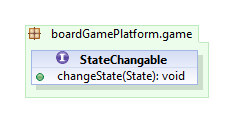 boardGamePlatform.game
I StateChangable
changeState(State): void